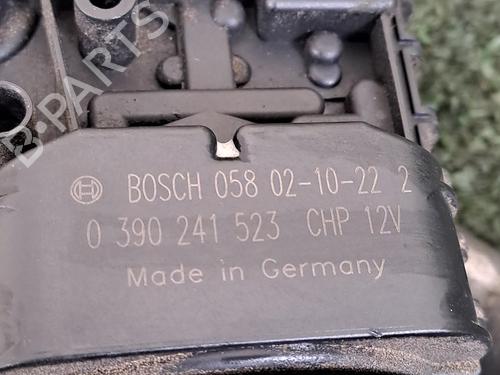 B-PARTS
BOSCH 058 02-10-22 2
0 390 241 523 CHP 12V
Made in Germany